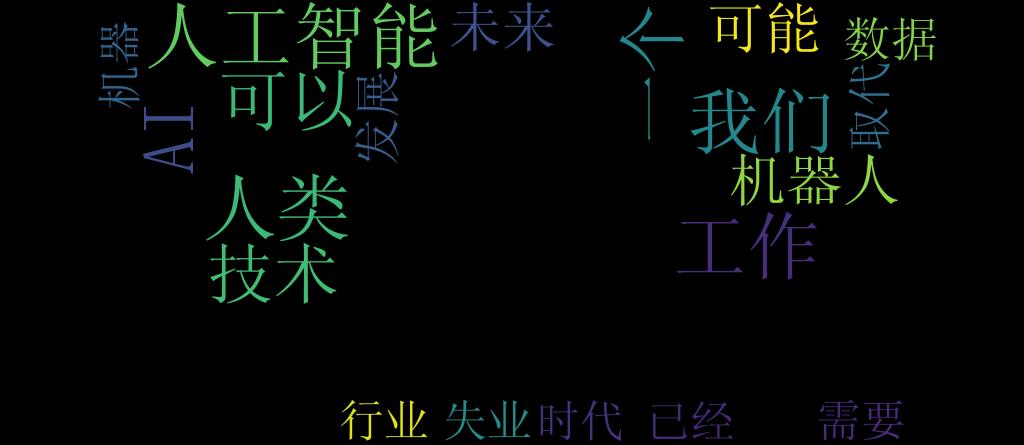 人工智能
未来
一个
可能
数据
机器
可以
发展
AI
我们
取代
机器人
人类
工作
技术
行业
失业
时代
已经
需要